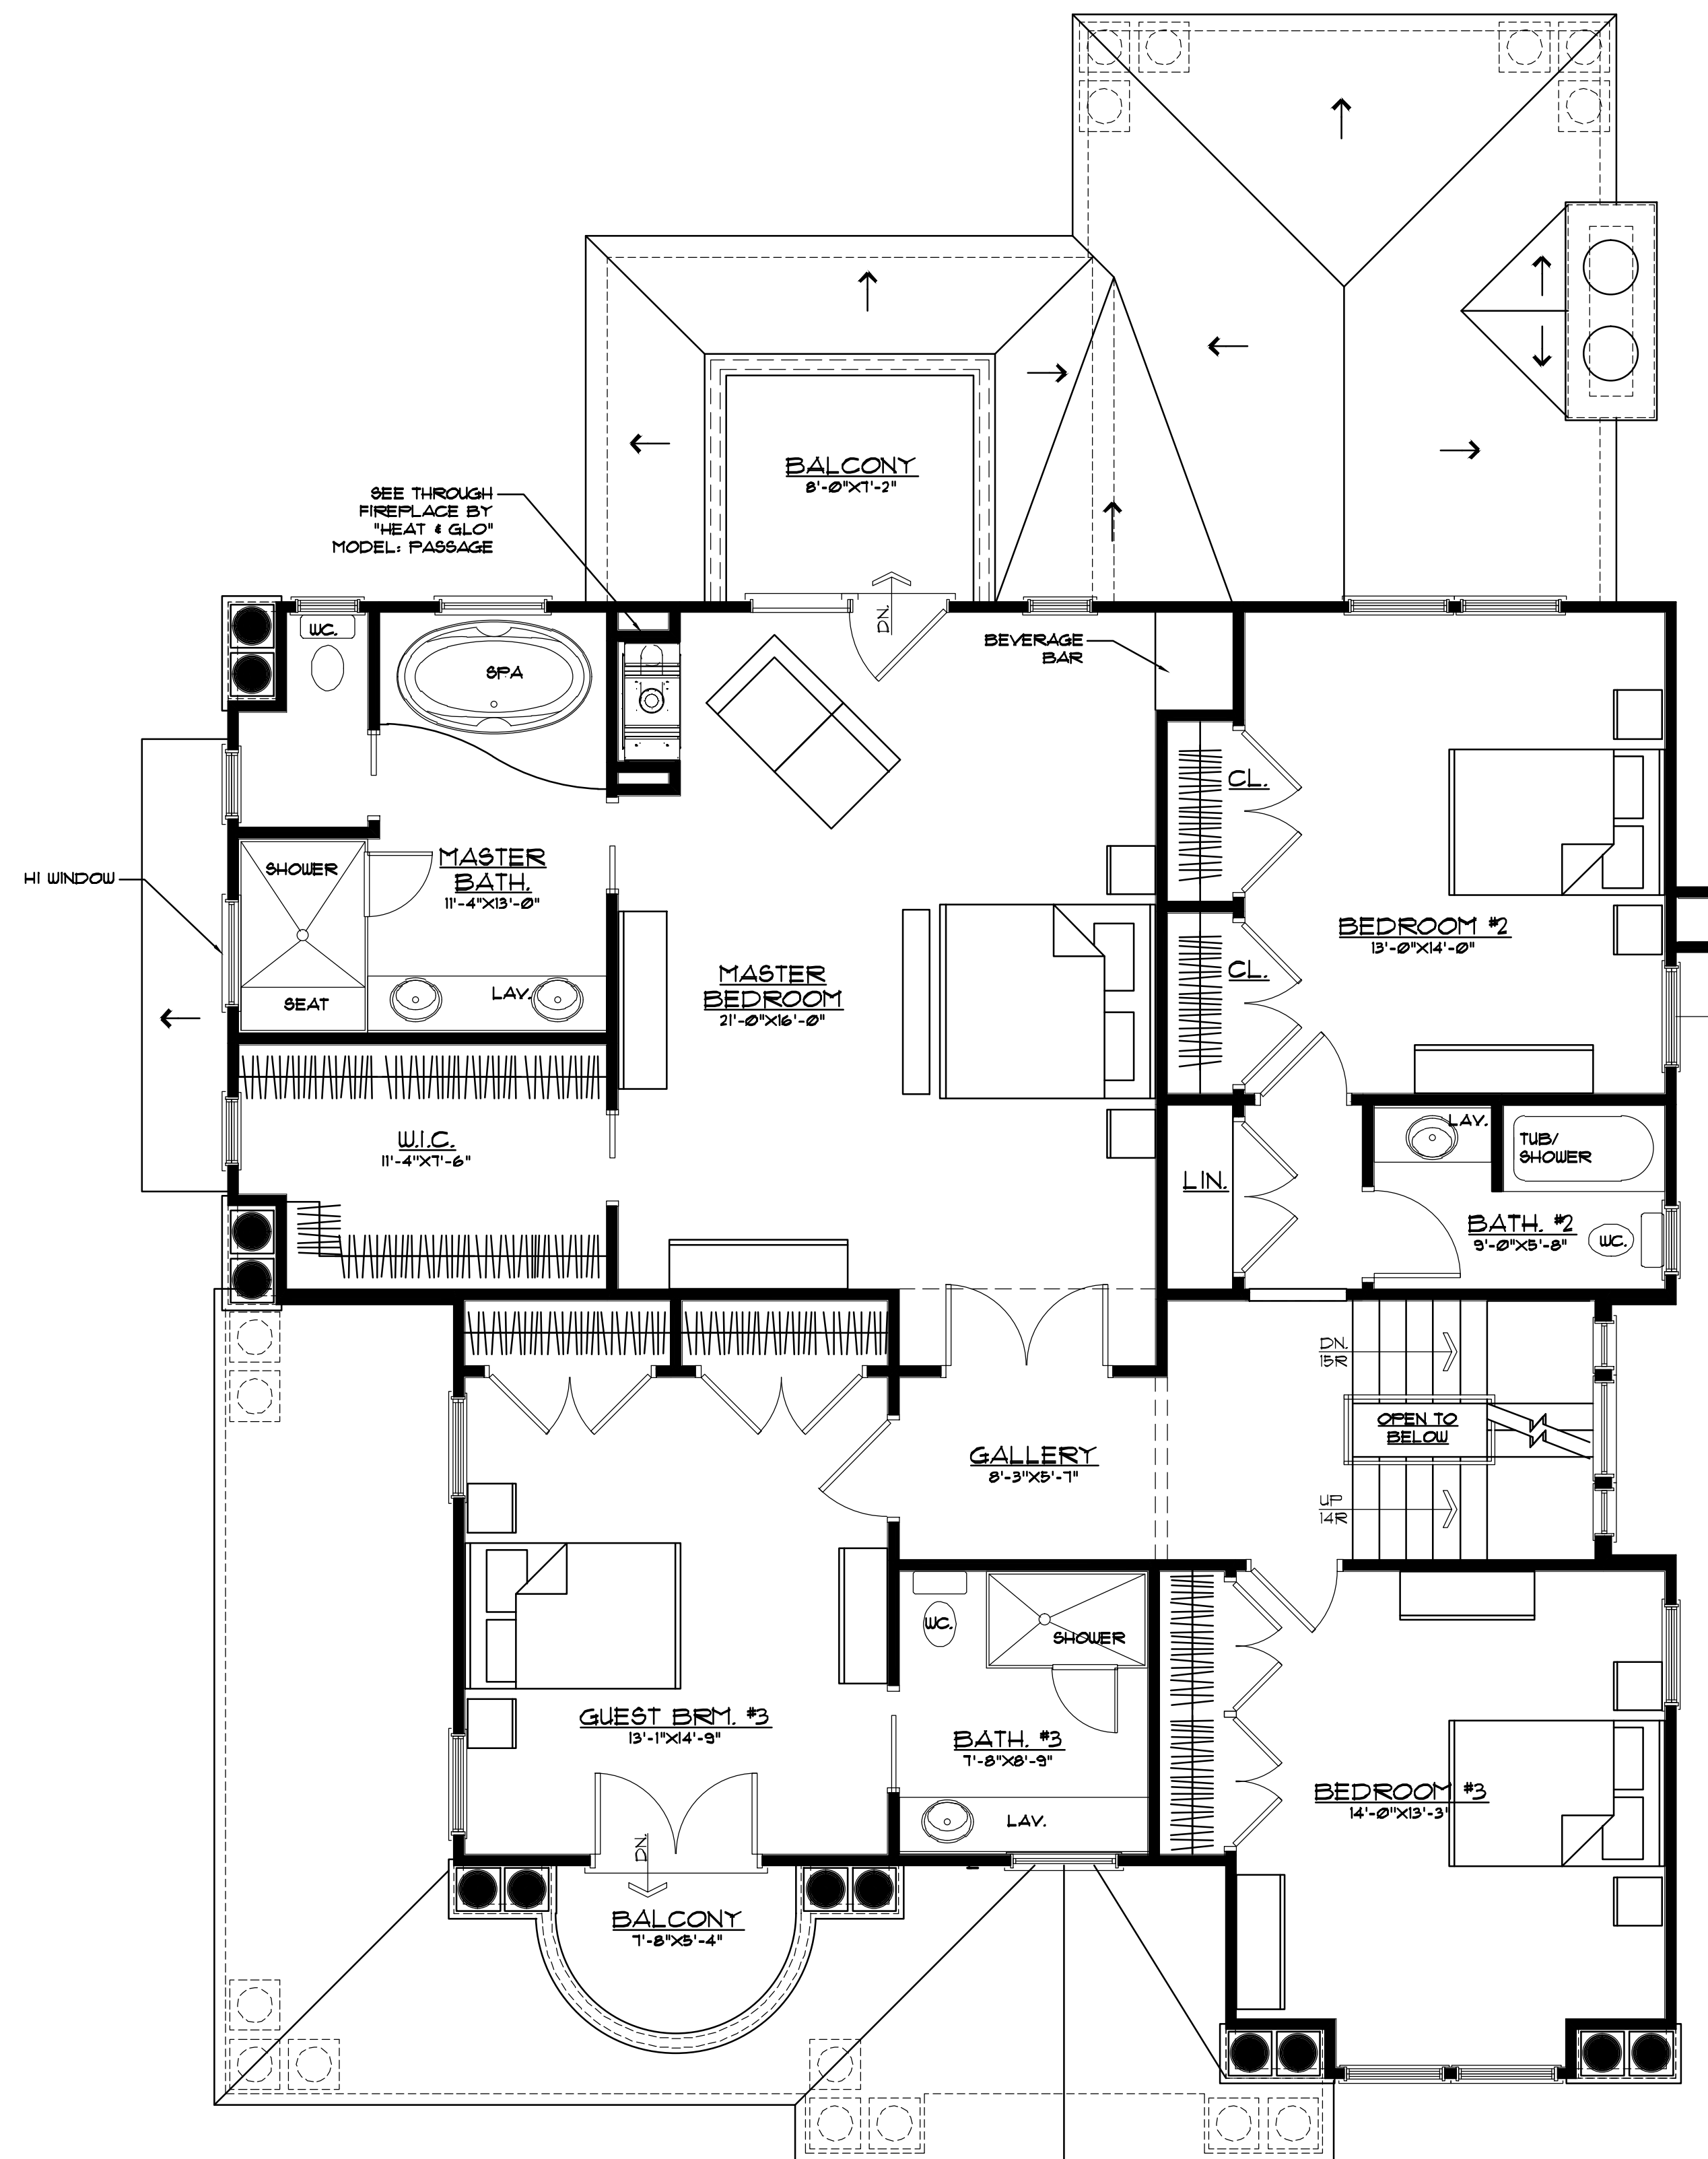 BALCONY
8'-0"X7'-2"
SEE THROUGH
FIREPLACE BY
"HEAT & GLO"
MODEL: PASSAGE
DN.
WC.
SPA
BEVERAGE
BAR
CL.
SHOWER
MASTER
BATH.
11'-4"X13'-0"
HI WINDOW
BEDROOM #2
13'-0"X14'-0"
CL.
MASTER
BEDROOM
21'-0"X16'-0"
SEAT
LAV.
W.I.C.
11'-4"X7'-6"
LAV.
TUB/
SHOWER
LIN.
BATH. #2
9'-0"X5'-8"
WC.
DN.
15R
OPEN TO
BELOW
GALLERY
8'-3"X5'-7"
UP
14R
WC.
SHOWER
GUEST BRM. #3
13'-1"X14'-9"
BATH. #3
7'-8"X8'-9"
BEDROOM #3
14'-0"X13'-3"
LAV.
DN.
BALCONY
7'-8"X5'-4"